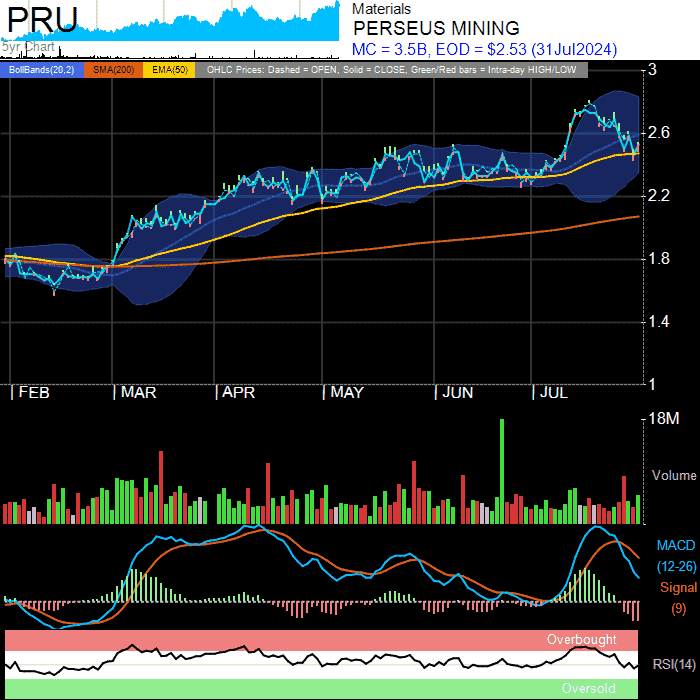 PRU
5yr Chart
Materials
PERSEUS MINING
MC = 3.5B, EOD = $2.53 (31Jul2024)
BollBands(20,2) SMA(200) EMA(50) OHLC Prices: Dashed = OPEN, Solid = CLOSE, Green/Red bars = Intra-day HIGH/LOW
3
2.6
2.2
1.8
1.4
1
FEB MAR APR MAY JUN JUL
18M
Volume
MACD
(12-26)
Signal
(9)
Overbought
RSI(14)
Oversold